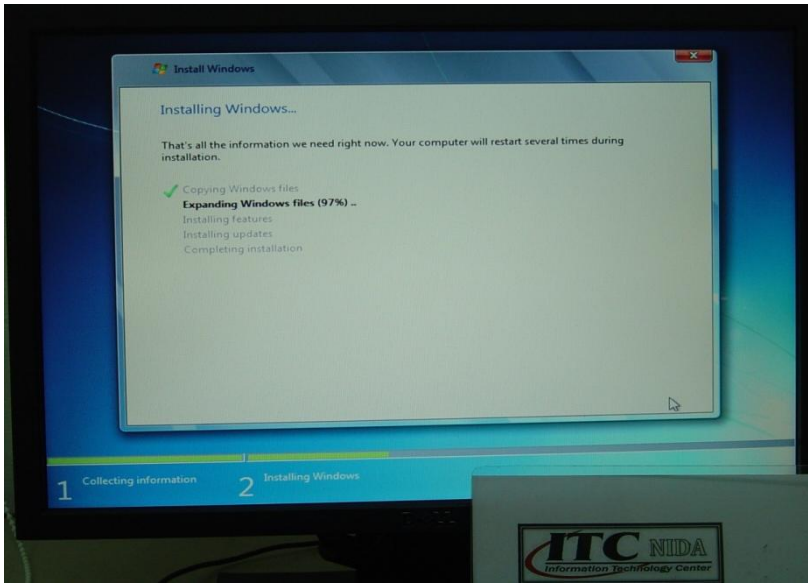 Install Windows
Installing Windows...
That's all the information we need right now. Your computer will restart several times during
installation.
Copying Windows files
Expanding Windows files (97%) ..
Installing features
Installing updates
Completing installation
1 Collecting information
2 Installing Windows
ITC NIDA
Information Technology Center